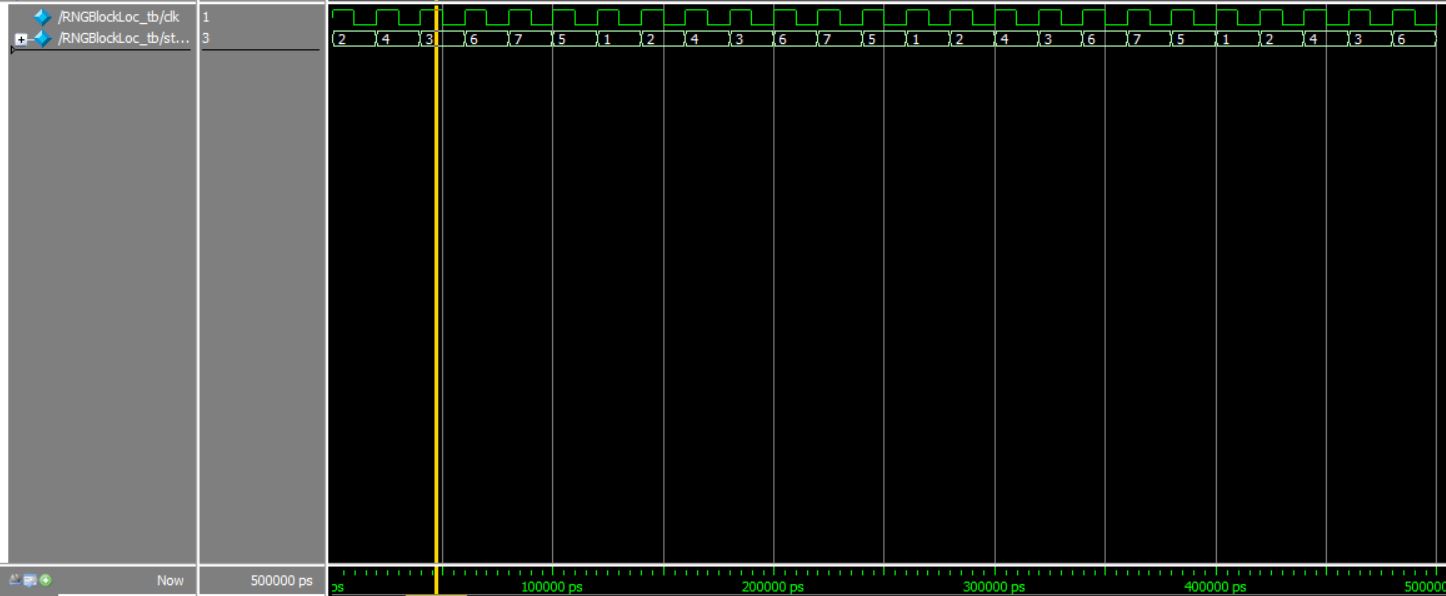 /RNGBlockLoc_tb/clk 1
/RNGBlockLoc_tb/st... 3 2 4 3 6 7 5 1 2 4 3 6 7 5 1 2 4 3 6 7 5 1 2 4 3 6
Now 500000 ps ps 100000 ps 200000 ps 300000 ps 400000 ps 500000